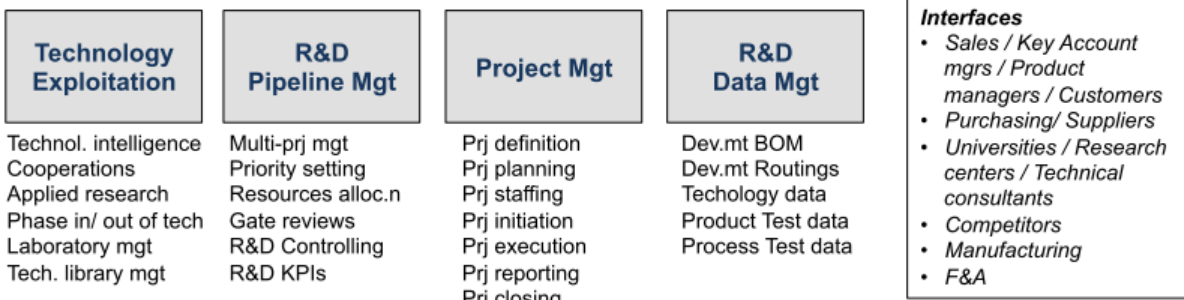 Technology
Exploitation
Technol. intelligence
Cooperations
Applied research
Phase in/ out of tech
Laboratory mgt
Tech. library mgt
R&D
Pipeline Mgt
Multi-prj mgt
Priority setting
Resources alloc.n
Gate reviews
R&D Controlling
R&D KPIs
Project Mgt
Prj definition
Prj planning
Prj staffing
Prj initiation
Prj execution
Prj reporting
Prj closing
R&D
Data Mgt
Dev.mt BOM
Dev.mt Routings
Techology data
Product Test data
Process Test data
Interfaces
• Sales / Key Account
mgrs / Product
managers / Customers
• Purchasing/ Suppliers
• Universities / Research
centers / Technical
consultants
• Competitors
• Manufacturing
• F&A